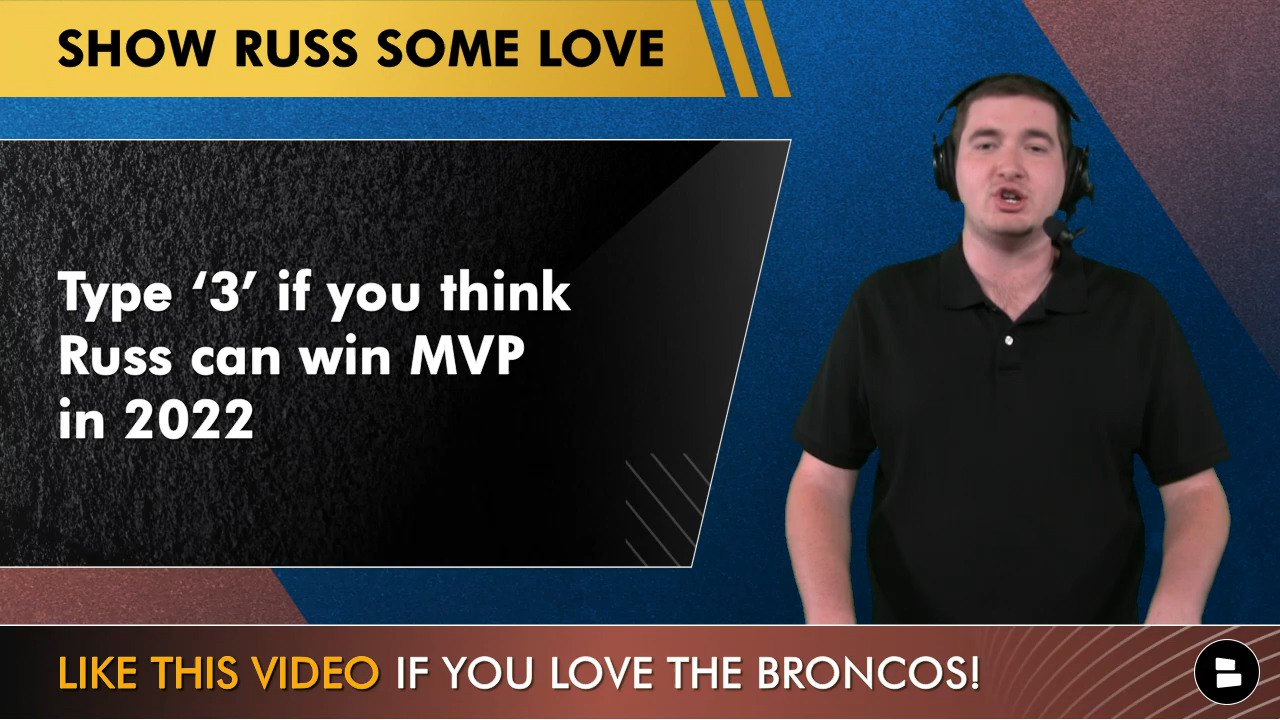 SHOW RUSS SOME LOVE
Type ‘3’ if you think
Russ can win MVP
in 2022
LIKE THIS VIDEO IF YOU LOVE THE BRONCOS!